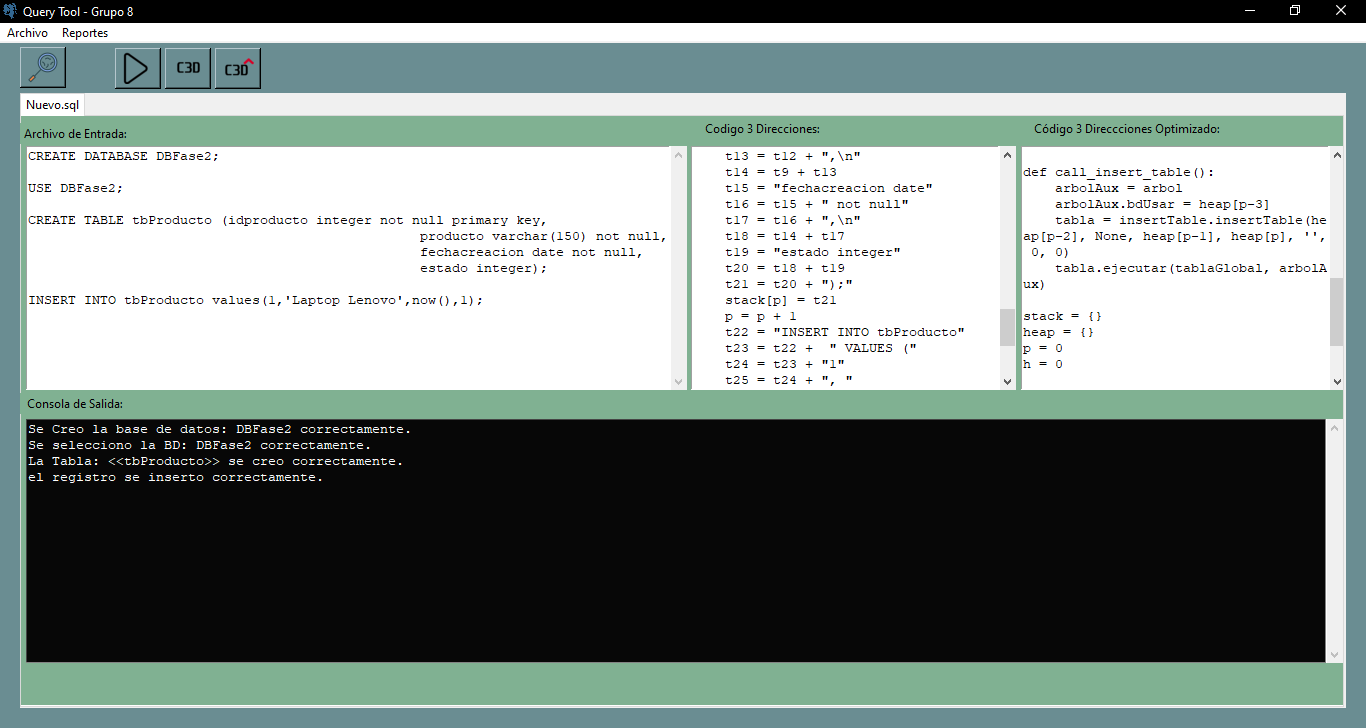 Query Tool - Grupo 8
Archivo Reportes
C3D C3D^
Nuevo.sql
Archivo de Entrada:
CREATE DATABASE DBFase2;
USE DBFase2;
CREATE TABLE tbProducto (idproducto integer not null primary key,
producto varchar(150) not null,
fechacreacion date not null,
estado integer);
INSERT INTO tbProducto values(1,'Laptop Lenovo',now(),1);
Codigo 3 Direcciones:
t13 = t12 + ",\n"
t14 = t9 + t13
t15 = "fechacreacion date"
t16 = t15 + " not null"
t17 = t16 + ",\n"
t18 = t14 + t17
t19 = "estado integer"
t20 = t18 + t19
t21 = t20 + ");"
stack[p] = t21
p = p + 1
t22 = "INSERT INTO tbProducto"
t23 = t22 +  " VALUES ("
t24 = t23 + "1"
t25 = t24 + ", "
Código 3 Direccciones Optimizado:
def call_insert_table():
arbolAux = arbol
arbolAux.bdUsar = heap[p-3]
tabla = insertTable.insertTable(he
ap[p-2], None, heap[p-1], heap[p], '',
0, 0)
tabla.ejecutar(tablaGlobal, arbolA
ux)
stack = {}
heap = {}
p = 0
h = 0
Consola de Salida:
Se Creo la base de datos: DBFase2 correctamente.
Se selecciono la BD: DBFase2 correctamente.
La Tabla: <<tbProducto>> se creo correctamente.
el registro se inserto correctamente.